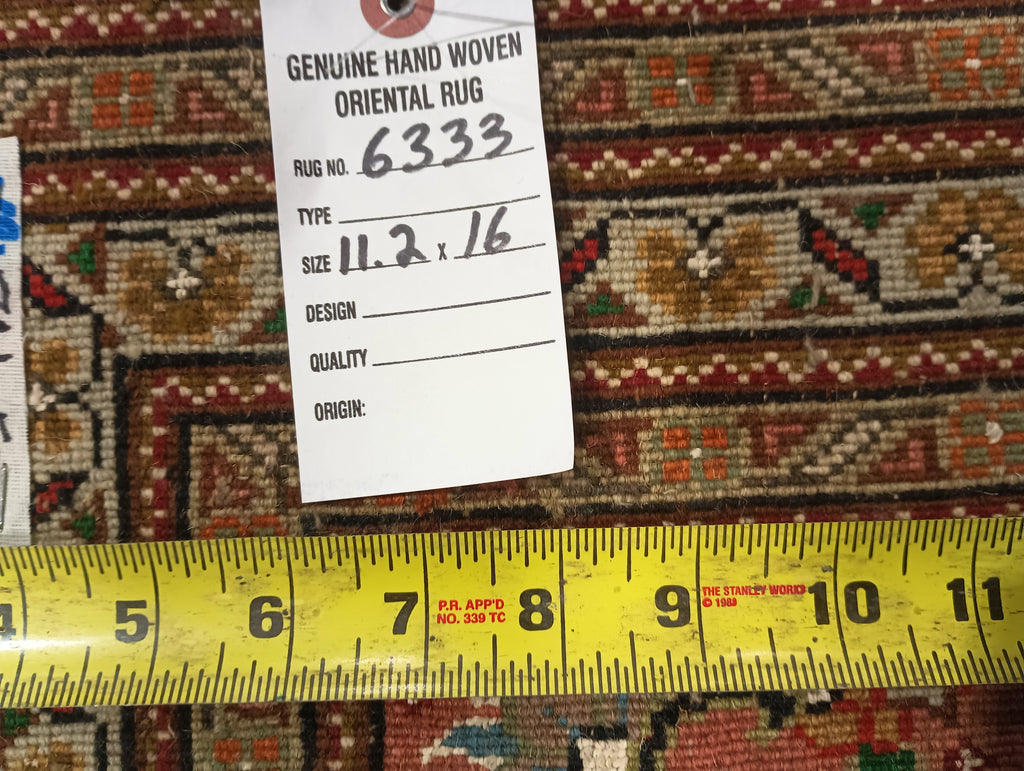 GENUINE HAND WOVEN
ORIENTAL RUG
RUG NO. 6333
TYPE
SIZE 11.2 x 16
DESIGN
QUALITY
ORIGIN:
4 5 6 7 8 9 10 11
P.R. APP'D
NO. 339 TC
THE STANLEY WORKS
© 1989